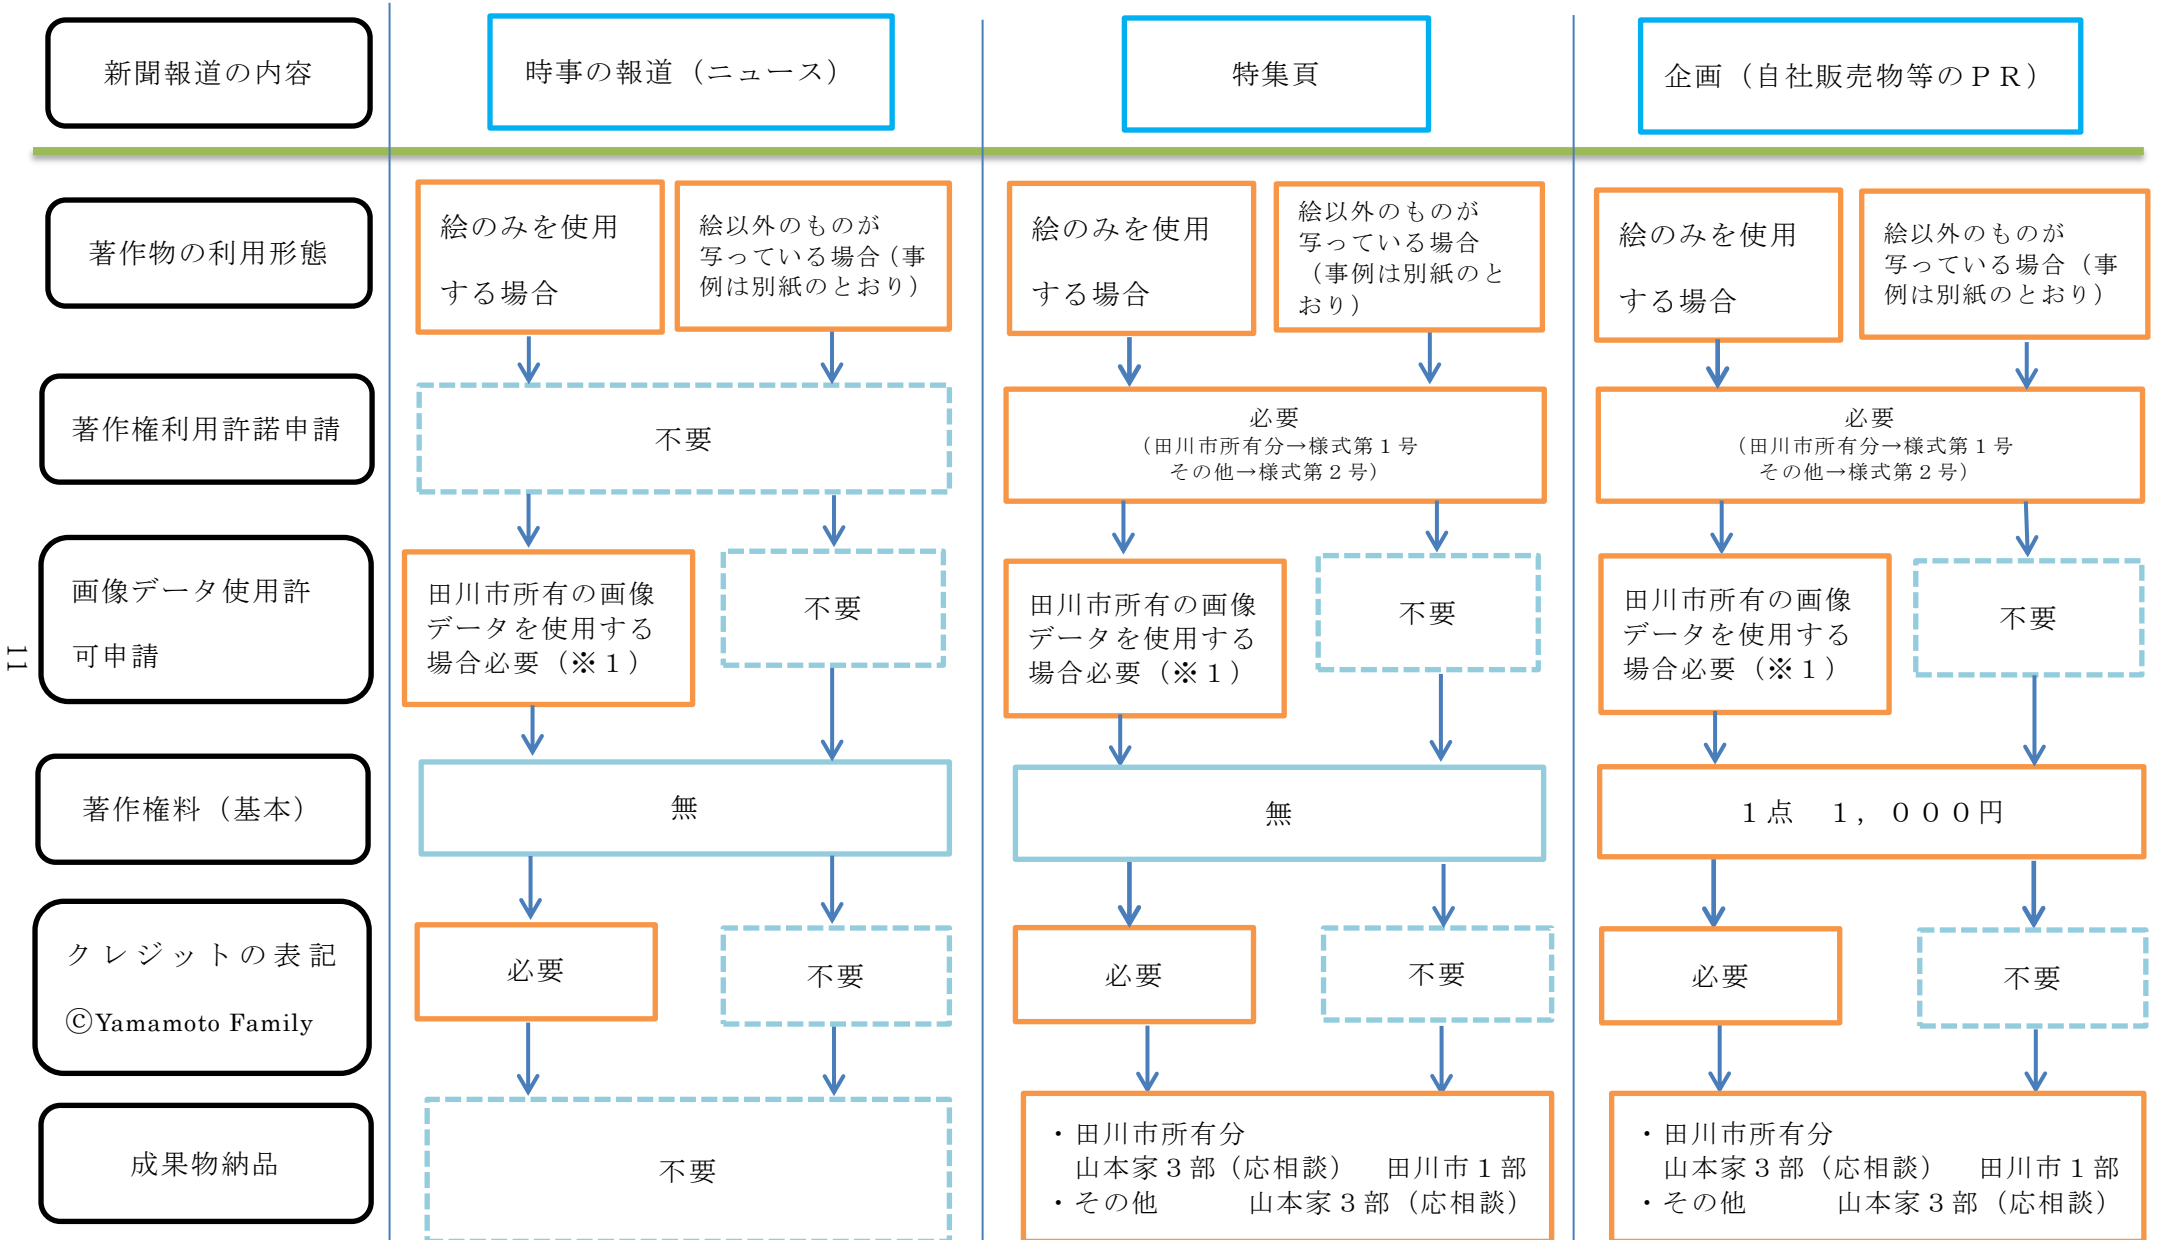 新聞報道の内容
時事の報道（ニュース）
特集頁
企画（自社販売物等のＰＲ）
著作物の利用形態
絵のみを使用
する場合
絵以外のものが
写っている場合（事
例は別紙のとおり）
絵のみを使用
する場合
絵以外のものが
写っている場合
（事例は別紙のと
おり）
絵のみを使用
する場合
絵以外のものが
写っている場合（事
例は別紙のとおり）
著作権利用許諾申請
不要
必要
（田川市所有分→様式第１号
その他→様式第２号）
必要
（田川市所有分→様式第１号
その他→様式第２号）
画像データ使用許
可申請
田川市所有の画像
データを使用する
場合必要（※１）
不要
田川市所有の画像
データを使用する
場合必要（※１）
不要
田川市所有の画像
データを使用する
場合必要（※１）
不要
著作権料（基本）
無
無
１点　１，０００円
クレジットの表記
ⒸYamamoto Family
必要
不要
必要
不要
必要
不要
成果物納品
不要
・田川市所有分
山本家３部（応相談）　田川市１部
・その他　　　山本家３部（応相談）
・田川市所有分
山本家３部（応相談）　田川市１部
・その他　　　山本家３部（応相談）
11